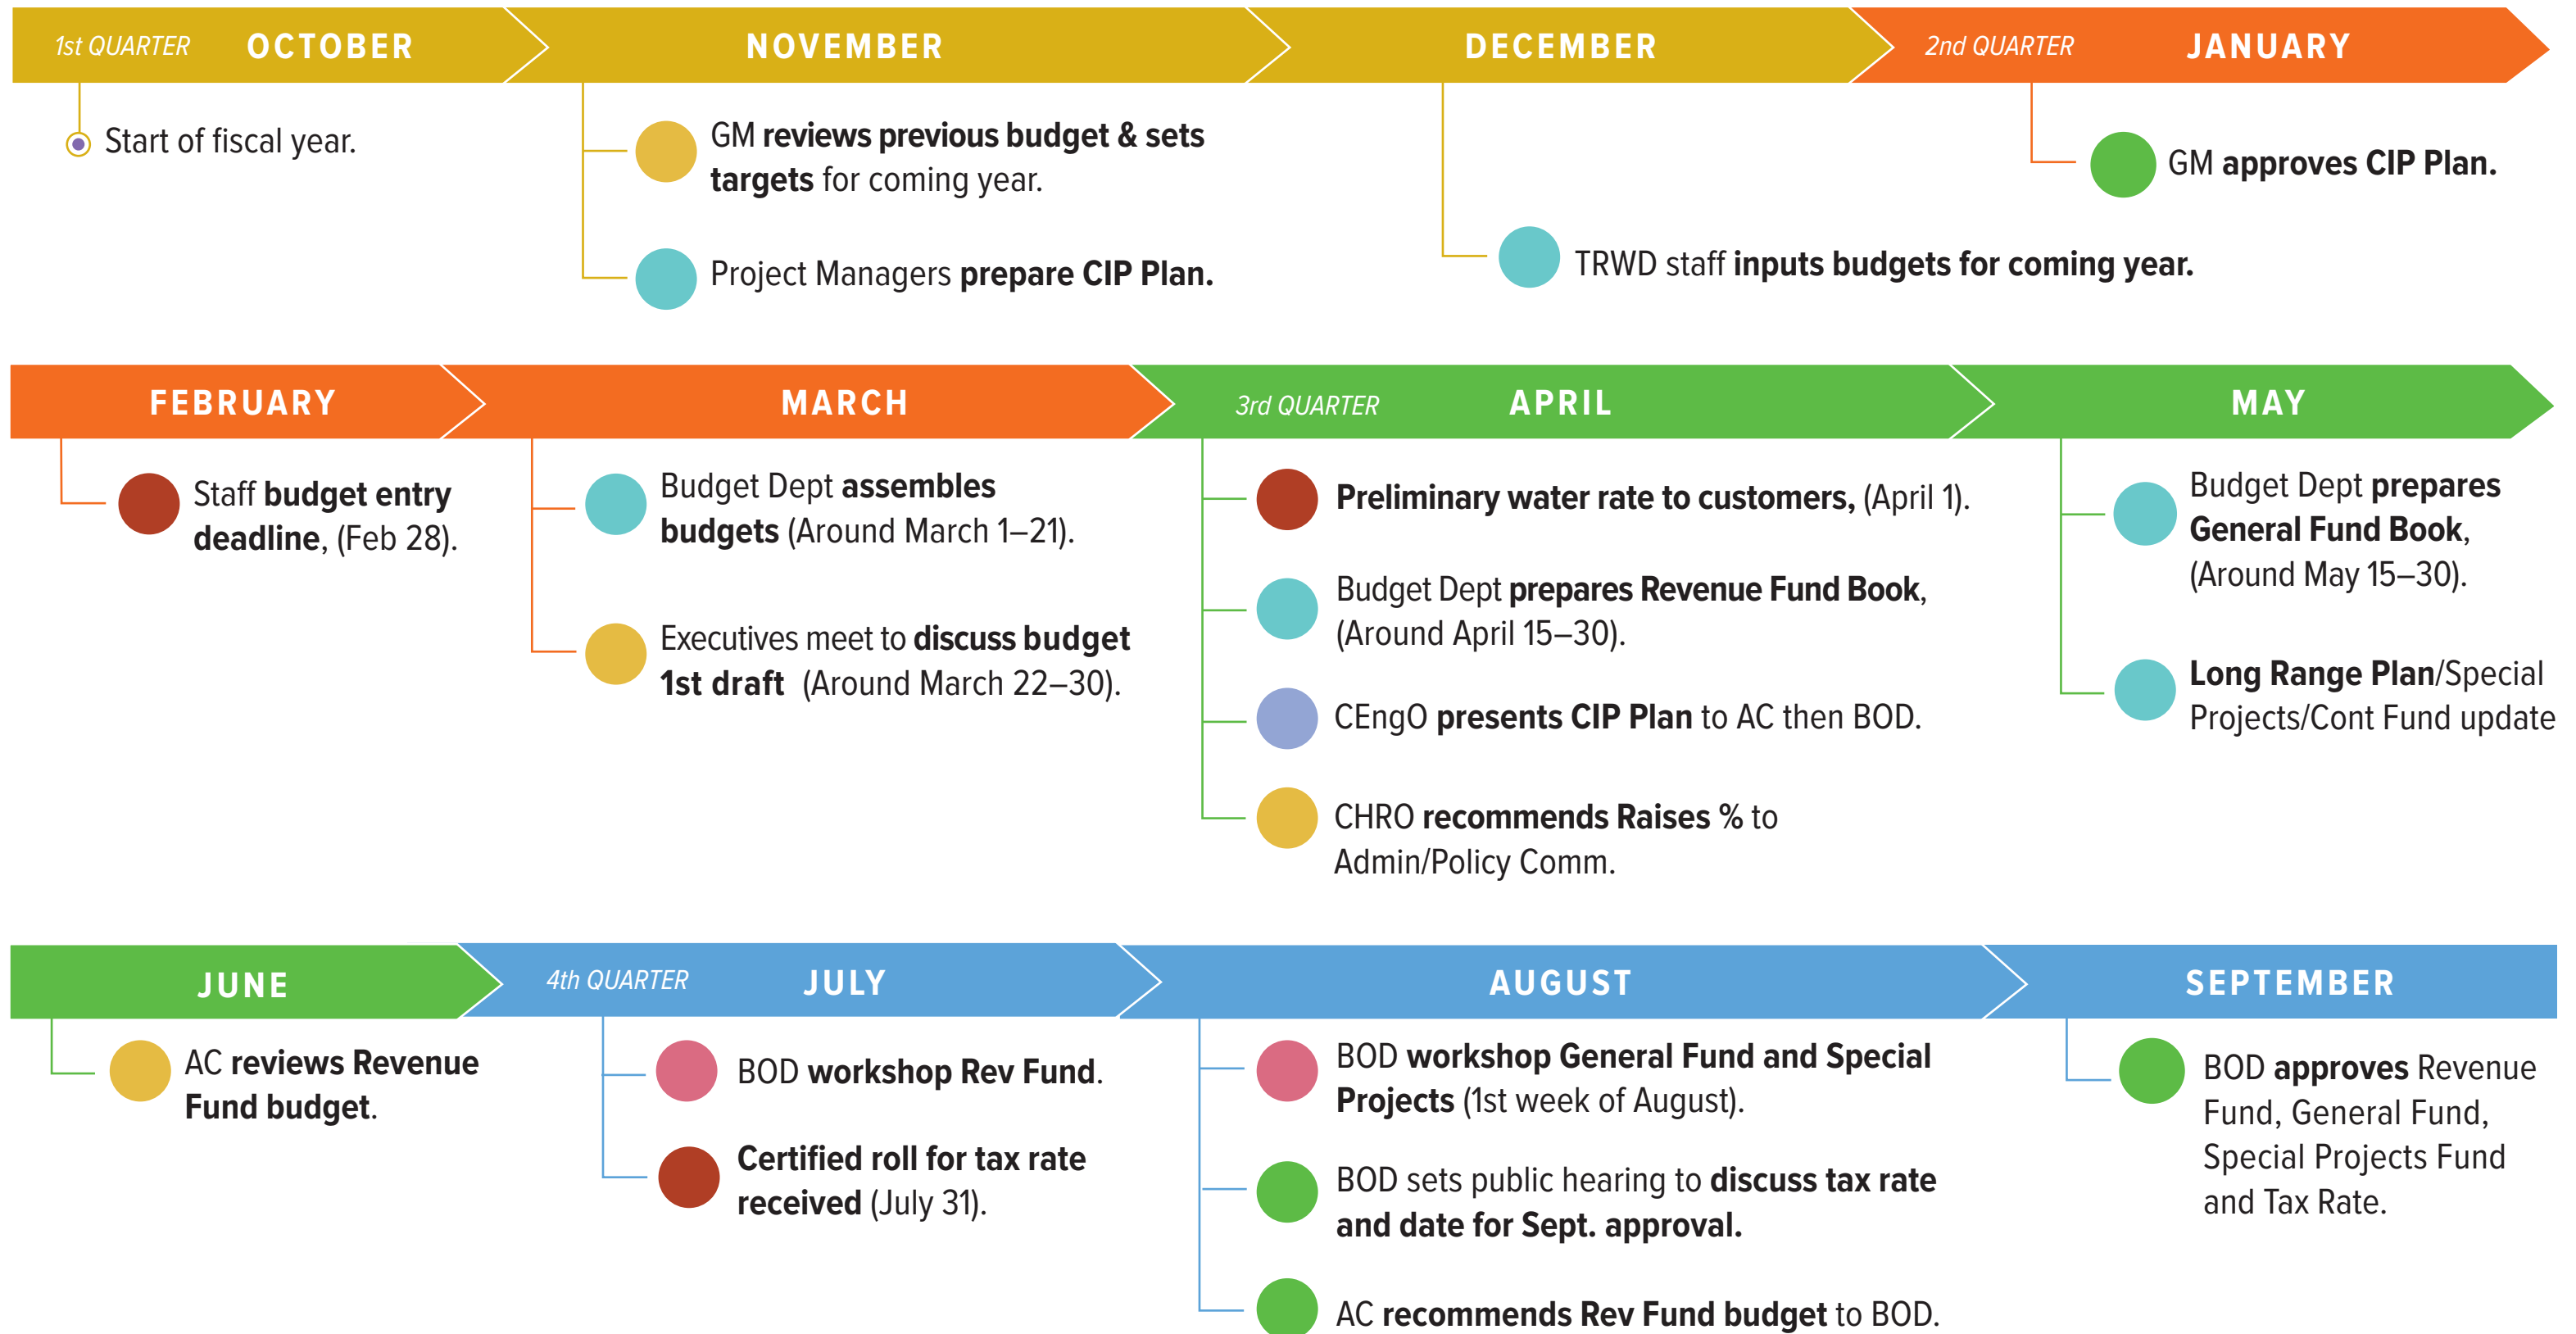 1st QUARTER OCTOBER NOVEMBER DECEMBER 2nd QUARTER JANUARY
Start of fiscal year.
GM reviews previous budget & sets
targets for coming year.
Project Managers prepare CIP Plan.
TRWD staff inputs budgets for coming year.
GM approves CIP Plan.
FEBRUARY MARCH 3rd QUARTER APRIL MAY
Staff budget entry
deadline, (Feb 28).
Budget Dept assembles
budgets (Around March 1–21).
Executives meet to discuss budget
1st draft (Around March 22–30).
Preliminary water rate to customers, (April 1).
Budget Dept prepares Revenue Fund Book,
(Around April 15–30).
CEngO presents CIP Plan to AC then BOD.
CHRO recommends Raises % to
Admin/Policy Comm.
Budget Dept prepares
General Fund Book,
(Around May 15–30).
Long Range Plan/Special
Projects/Cont Fund update
JUNE 4th QUARTER JULY AUGUST SEPTEMBER
AC reviews Revenue
Fund budget.
BOD workshop Rev Fund.
Certified roll for tax rate
received (July 31).
BOD workshop General Fund and Special
Projects (1st week of August).
BOD sets public hearing to discuss tax rate
and date for Sept. approval.
AC recommends Rev Fund budget to BOD.
BOD approves Revenue
Fund, General Fund,
Special Projects Fund
and Tax Rate.